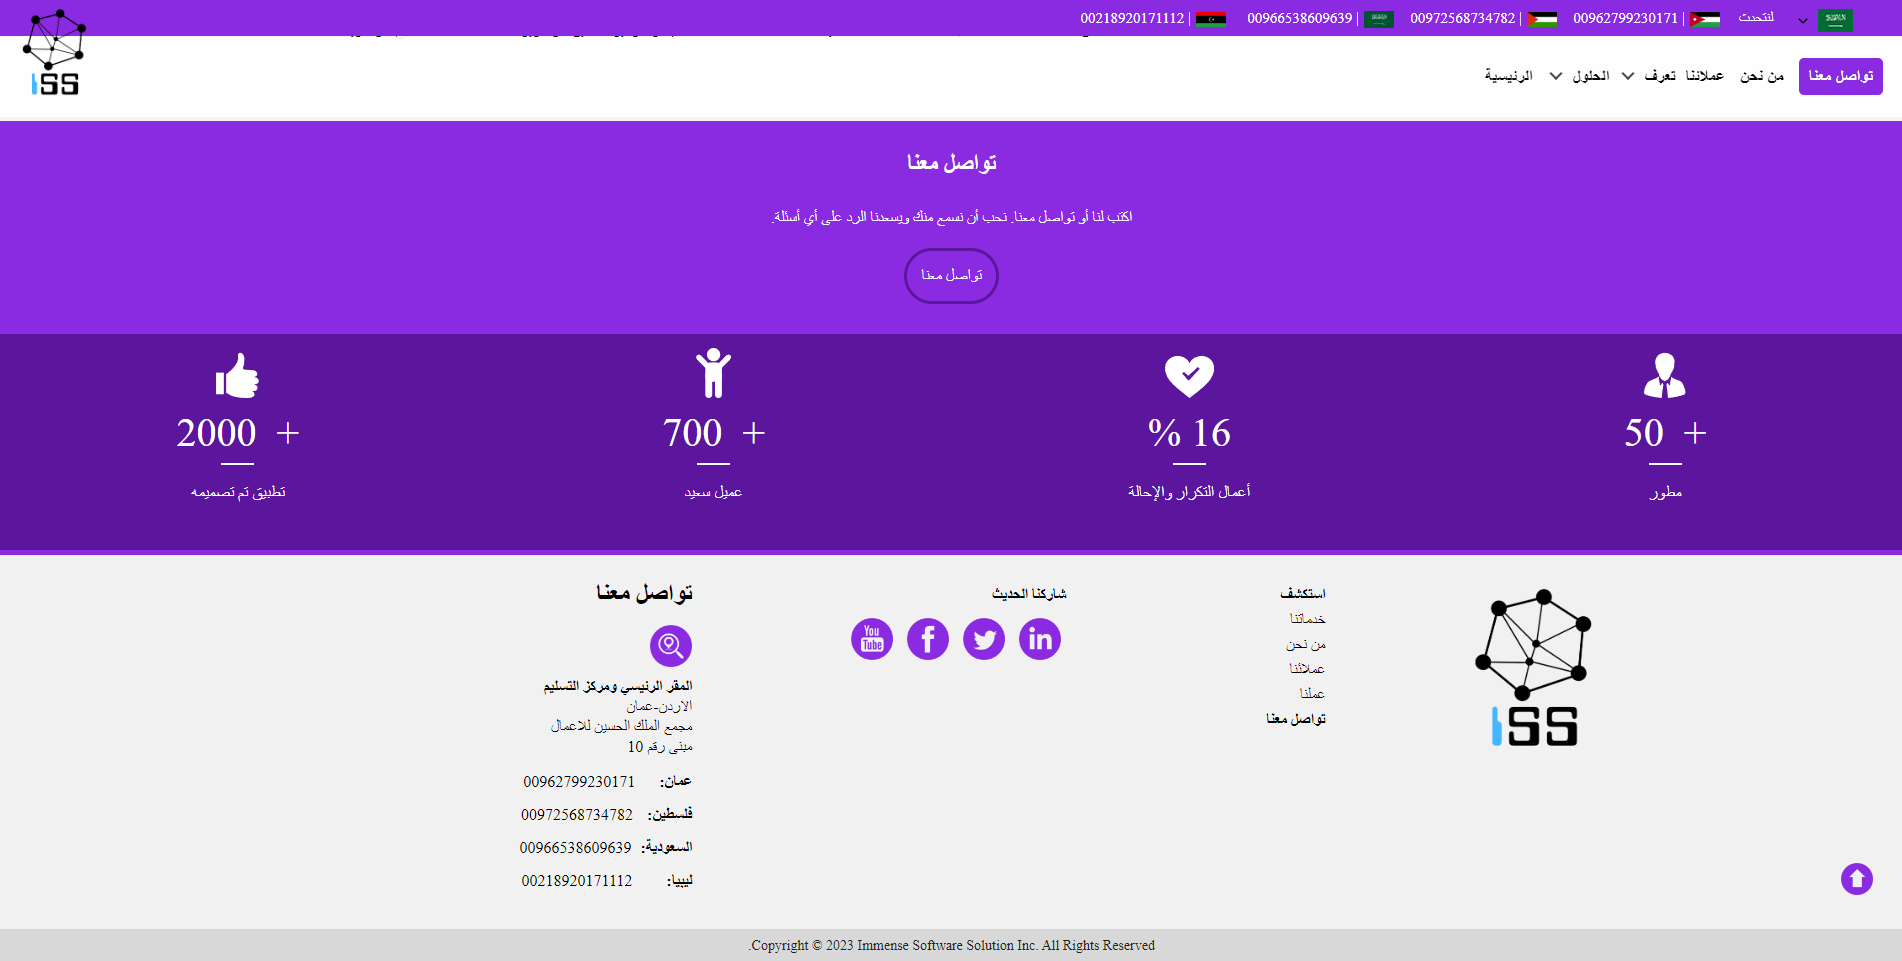 لنتحدث
00962799230171 |
00972568734782 |
00966538609639 |
00218920171112 |
ISS
تواصل معنا
من نحن
عملائنا
تعرف
الحلول
الرئيسية
تواصل معنا
اكتب لنا أو تواصل معنا. نحب أن نسمع منك ويسعدنا الرد على أي أسئلة.
تواصل معنا
50 +
مطور
% 16
أعمال التكرار والإحالة
700 +
عميل سعيد
2000 +
تطبيق تم تصميمه
ISS
استكشف
خدماتنا
من نحن
عملائنا
عملنا
تواصل معنا
شاركنا الحديث
in
You
Tube
تواصل معنا
المقر الرئيسي ومركز التسليم
الاردن-عمان
مجمع الملك الحسين للاعمال
مبنى رقم 10
عمان: 00962799230171
فلسطين: 00972568734782
السعودية: 00966538609639
ليبيا: 00218920171112
.Copyright © 2023 Immense Software Solution Inc. All Rights Reserved